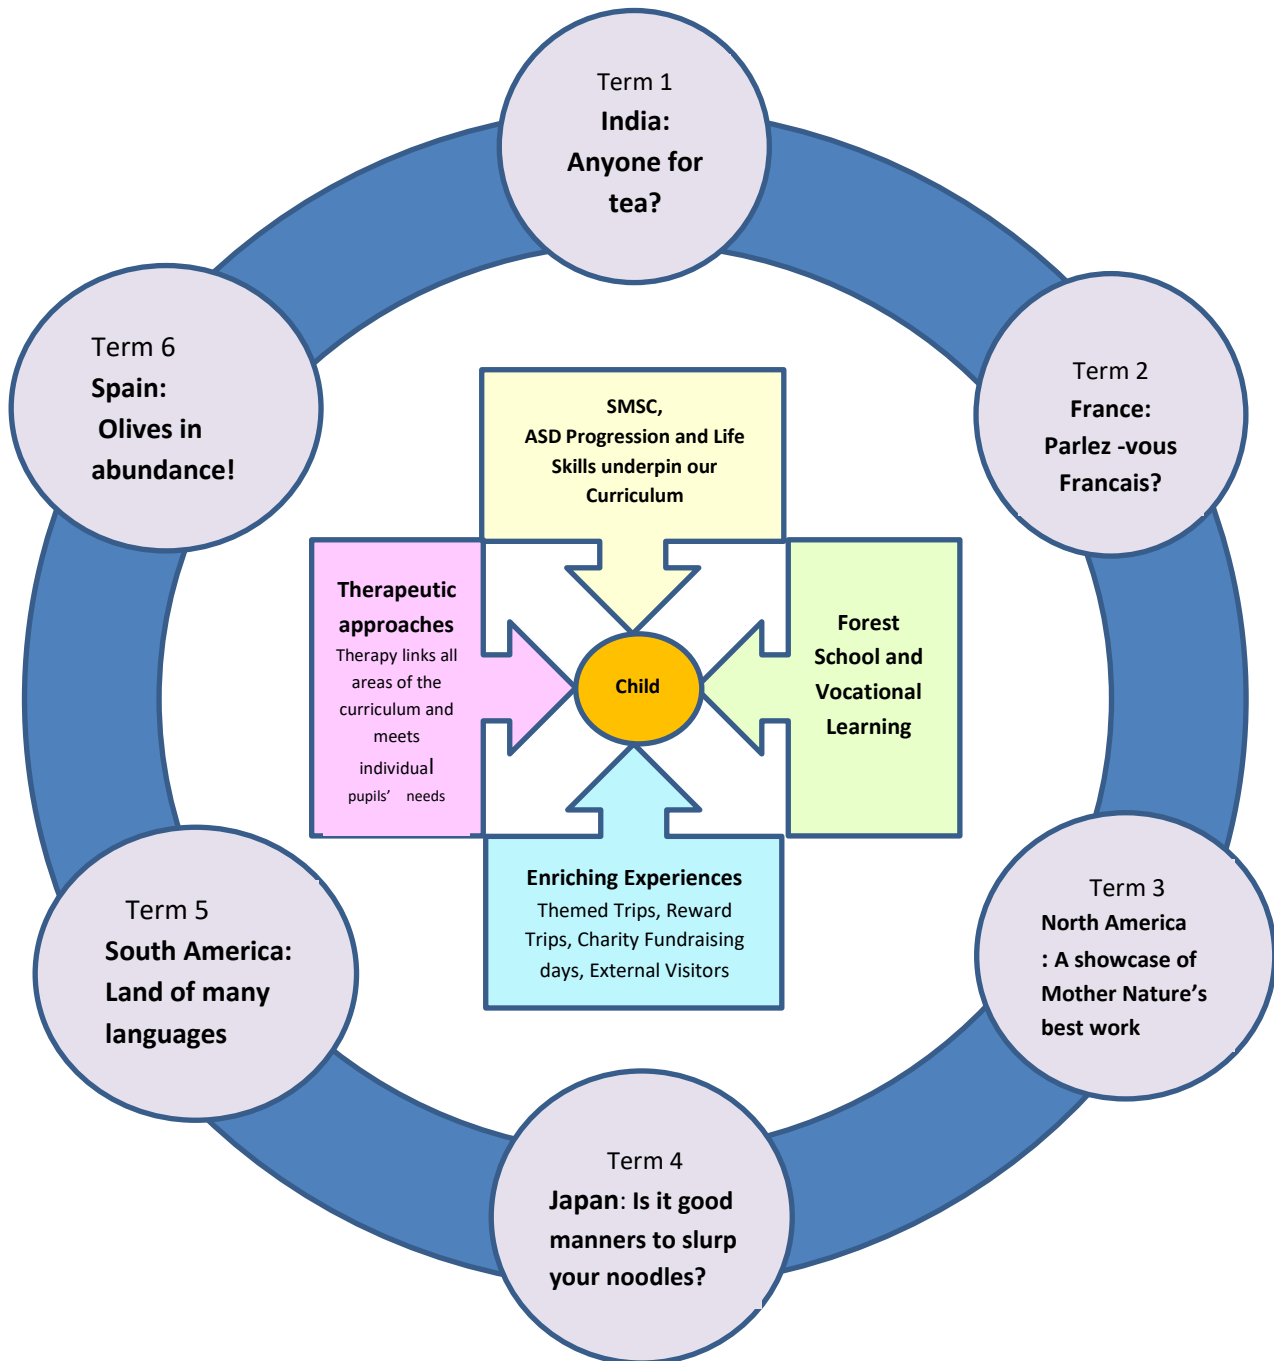 Term 1
India:
Anyone for
tea?
Term 6
Spain:
Olives in
abundance!
Term 2
France:
Parlez -vous
Francais?
SMSC,
ASD Progression and Life
Skills underpin our
Curriculum
Therapeutic
approaches
Therapy links all
areas of the
curriculum and
meets
individual
pupils' needs
Child
Forest
School and
Vocational
Learning
Enriching Experiences
Themed Trips, Reward
Trips, Charity Fundraising
days, External Visitors
Term 5
South America:
Land of many
languages
Term 3
North America
: A showcase of
Mother Nature’s
best work
Term 4
Japan: Is it good
manners to slurp
your noodles?